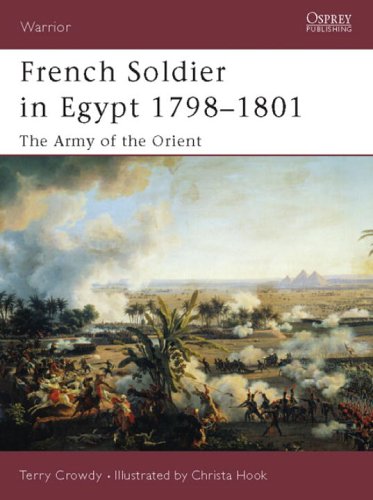 Warrior
OSPREY
PUBLISHING
French Soldier
in Egypt 1798–1801
The Army of the Orient
Terry Crowdy • Illustrated by Christa Hook